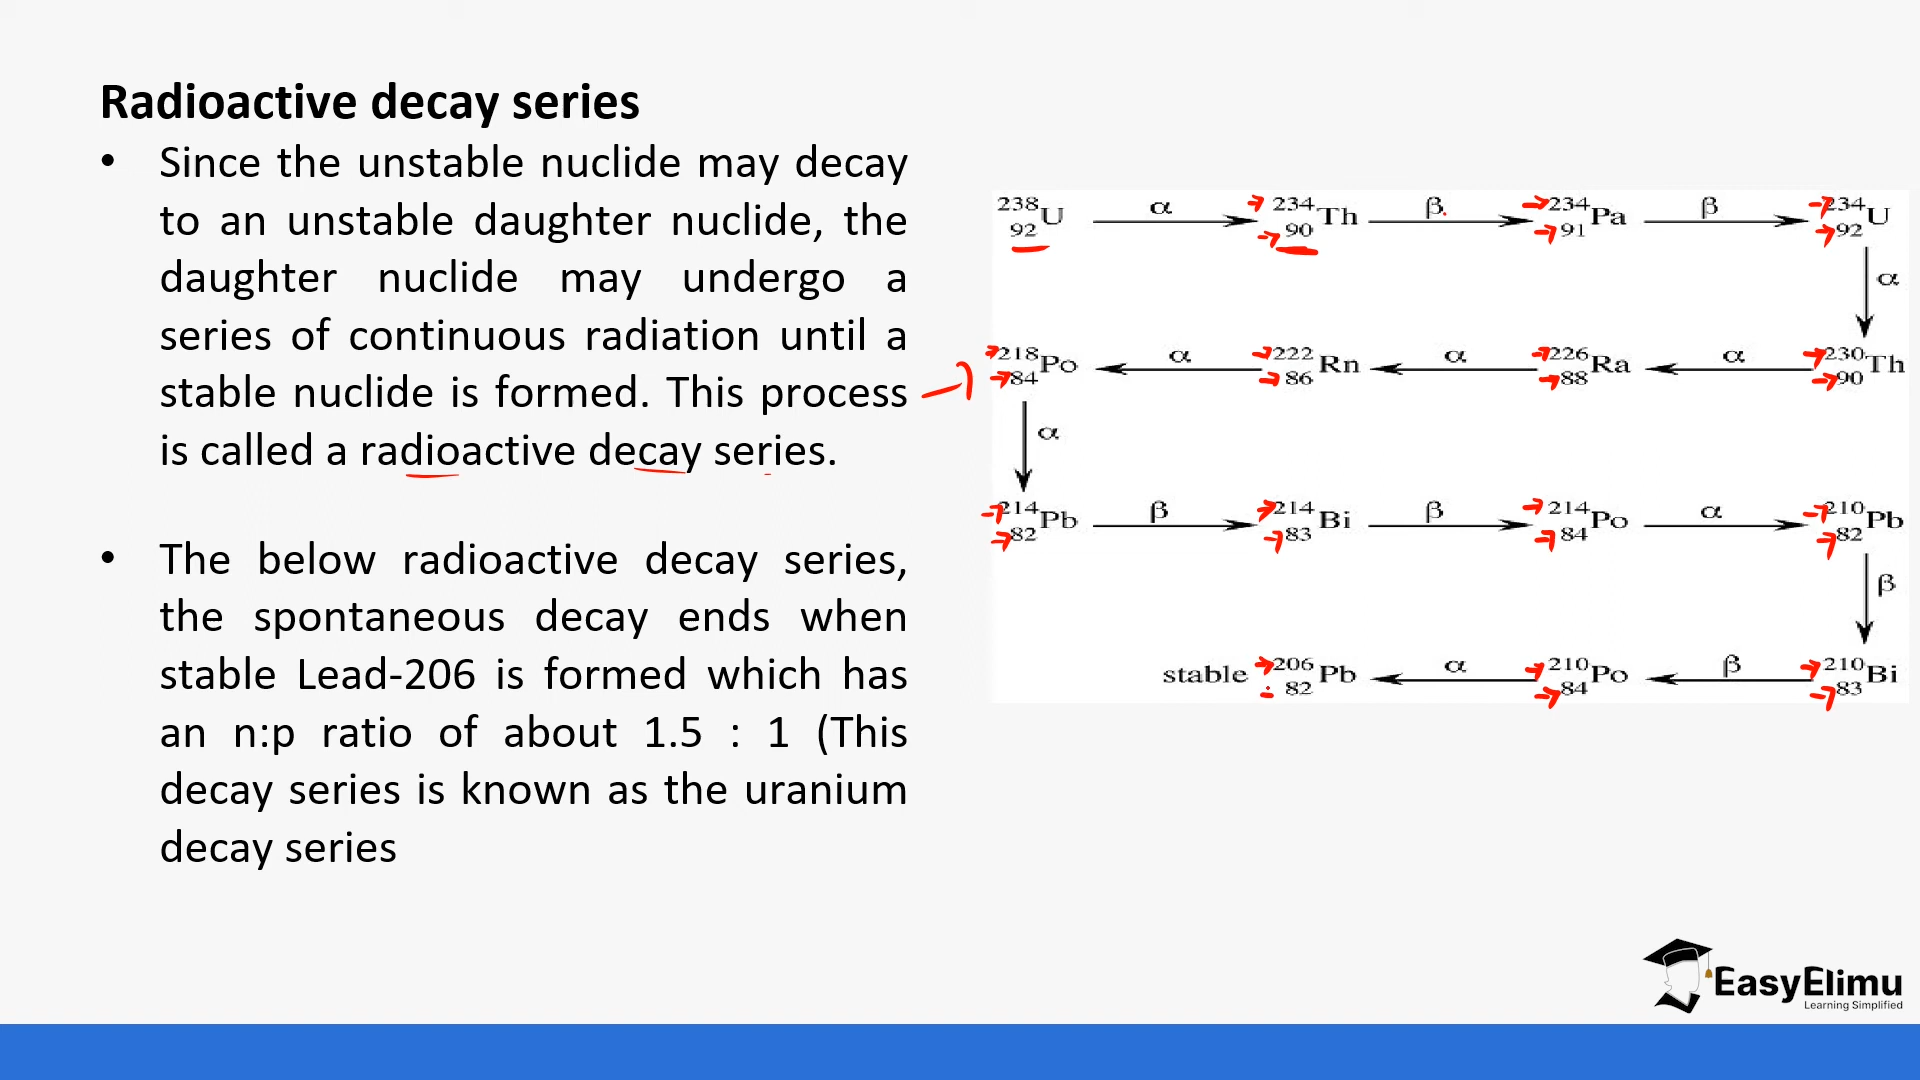 Radioactive decay series
• Since the unstable nuclide may decay
to an unstable daughter nuclide, the
daughter nuclide may undergo a
series of continuous radiation until a
stable nuclide is formed. This process
is called a radioactive decay series.
• The below radioactive decay series,
the spontaneous decay ends when
stable Lead-206 is formed which has
an n:p ratio of about 1.5 : 1 (This
decay series is known as the uranium
decay series
238 92 U α 234 90 Th β 234 91 Pa β 234 92 U
α
218 84 Po α 222 86 Rn α 226 88 Ra α 230 90 Th
α
214 82 Pb β 214 83 Bi β 214 84 Po α 210 82 Pb
β
stable 206 82 Pb α 210 84 Po β 210 83 Bi
EasyElimu
Learning Simplified